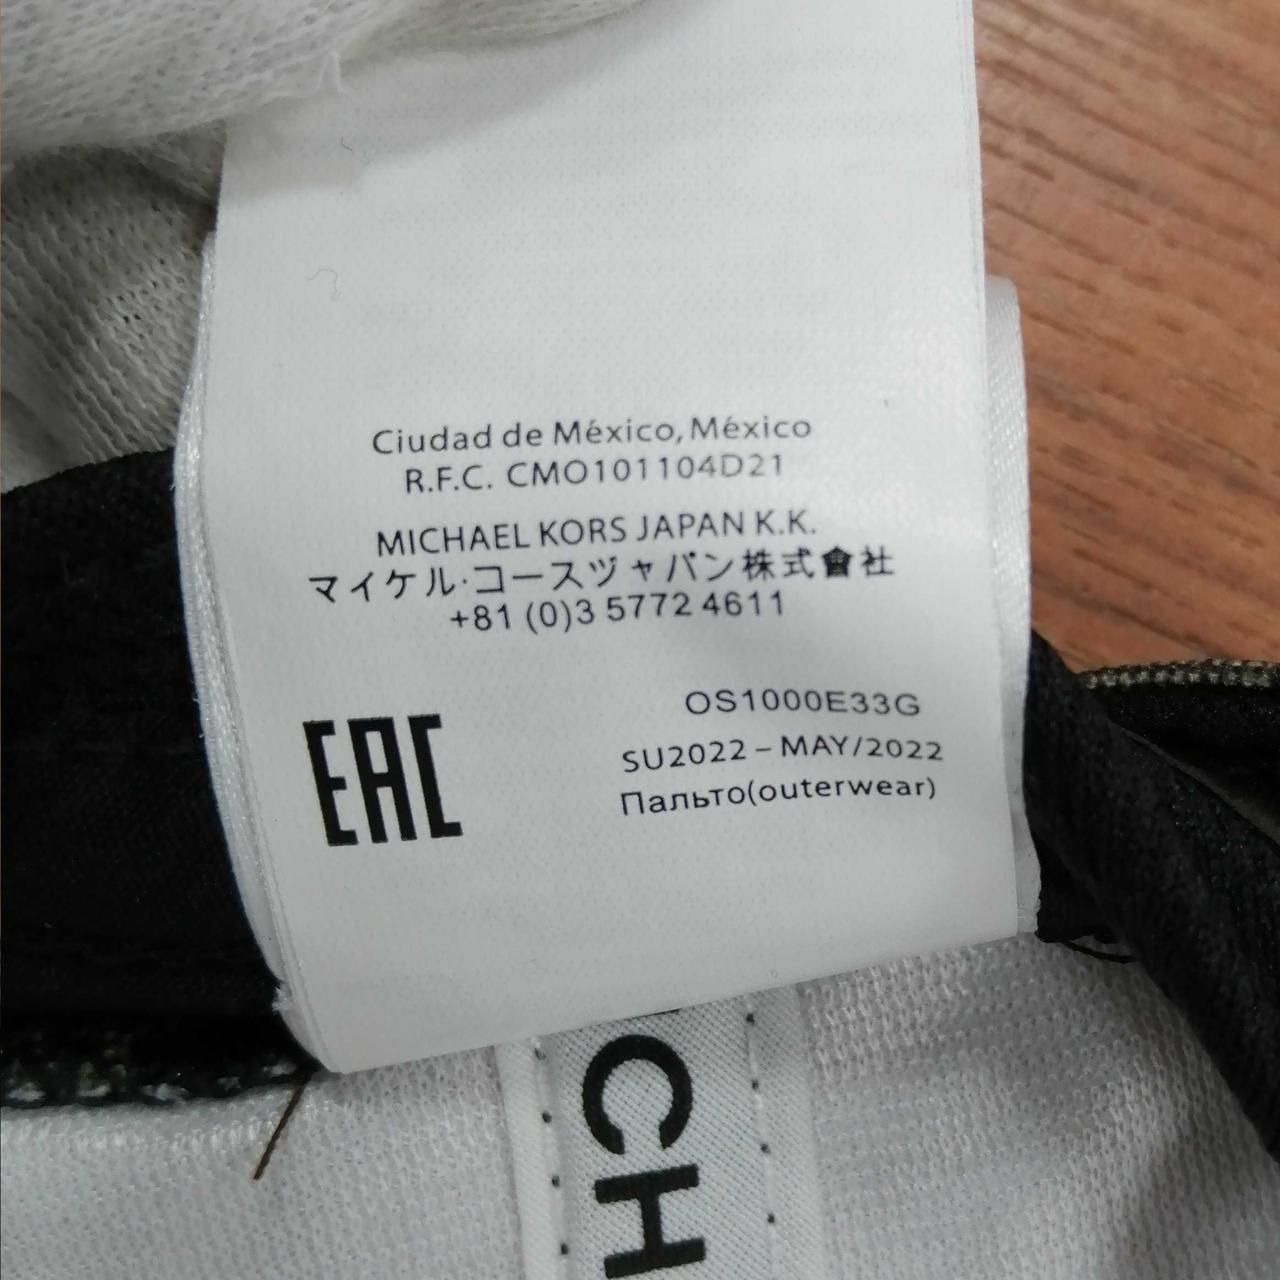 Ciudad de México, México
R.F.C. CMO101104D21
MICHAEL KORS JAPAN K.K.
マイケル·コースヅャパン株式會社
+81 (0)3 5772 4611
EAC
OS1000E33G
SU2022 – MAY/2022
Пальто(outerwear)
CH